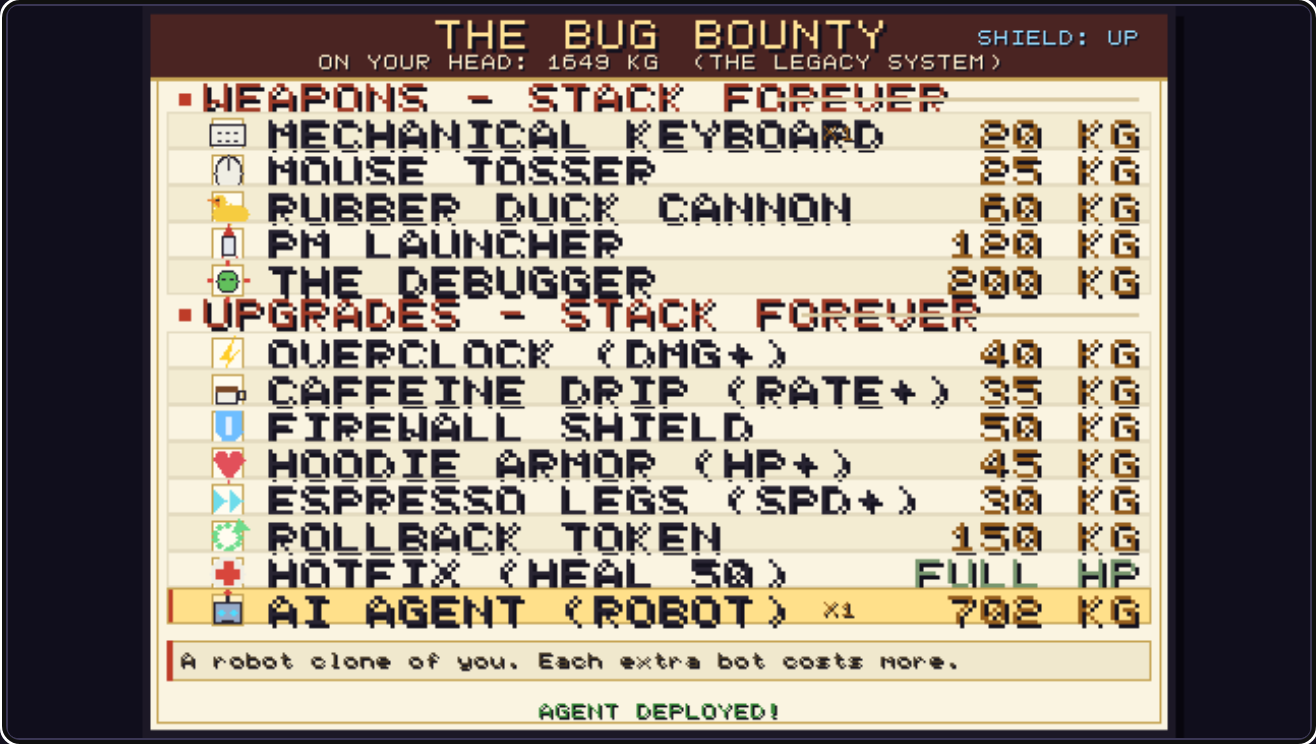 THE BUG BOUNTY
SHIELD: UP
ON YOUR HEAD: 1649 KG (THE LEGACY SYSTEM)
WEAPONS - STACK FOREVER
MECHANICAL KEYBOARD X1 20 KG
MOUSE TOSSER 25 KG
RUBBER DUCK CANNON 60 KG
PM LAUNCHER 120 KG
THE DEBUGGER 200 KG
UPGRADES - STACK FOREVER
OVERCLOCK (DMG+) 40 KG
CAFFEINE DRIP (RATE+) 35 KG
FIREWALL SHIELD 50 KG
HOODIE ARMOR (HP+) 45 KG
ESPRESSO LEGS (SPD+) 30 KG
ROLLBACK TOKEN 150 KG
HOTFIX (HEAL 50) FULL HP
AI AGENT (ROBOT) X1 702 KG
A robot clone of you. Each extra bot costs more.
AGENT DEPLOYED!